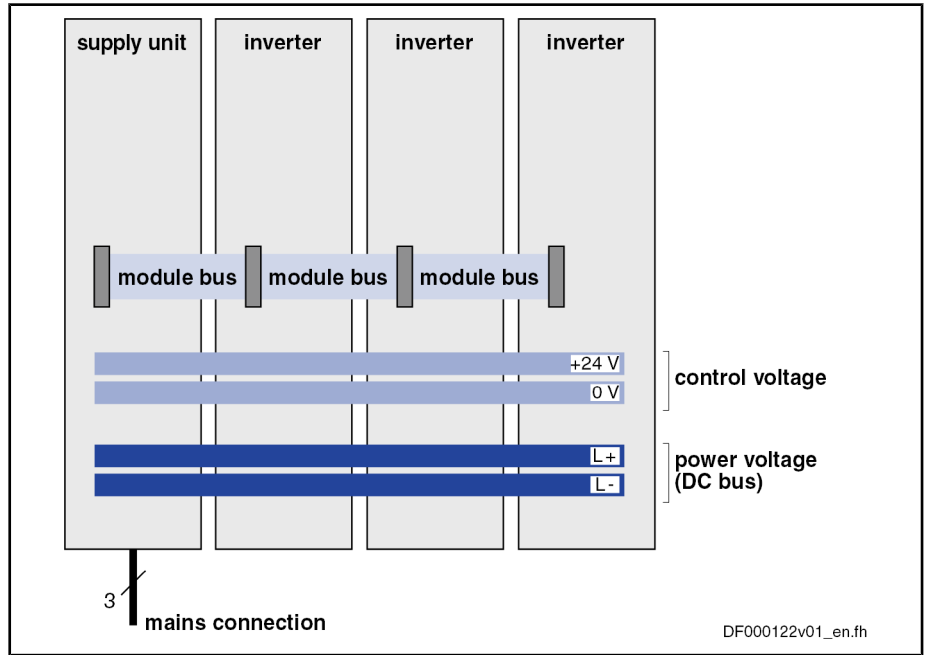 supply unit
inverter
inverter
inverter
module bus
module bus
module bus
+24 V
0 V
control voltage
L+
L-
power voltage
(DC bus)
3
mains connection
DF000122v01_en.fh